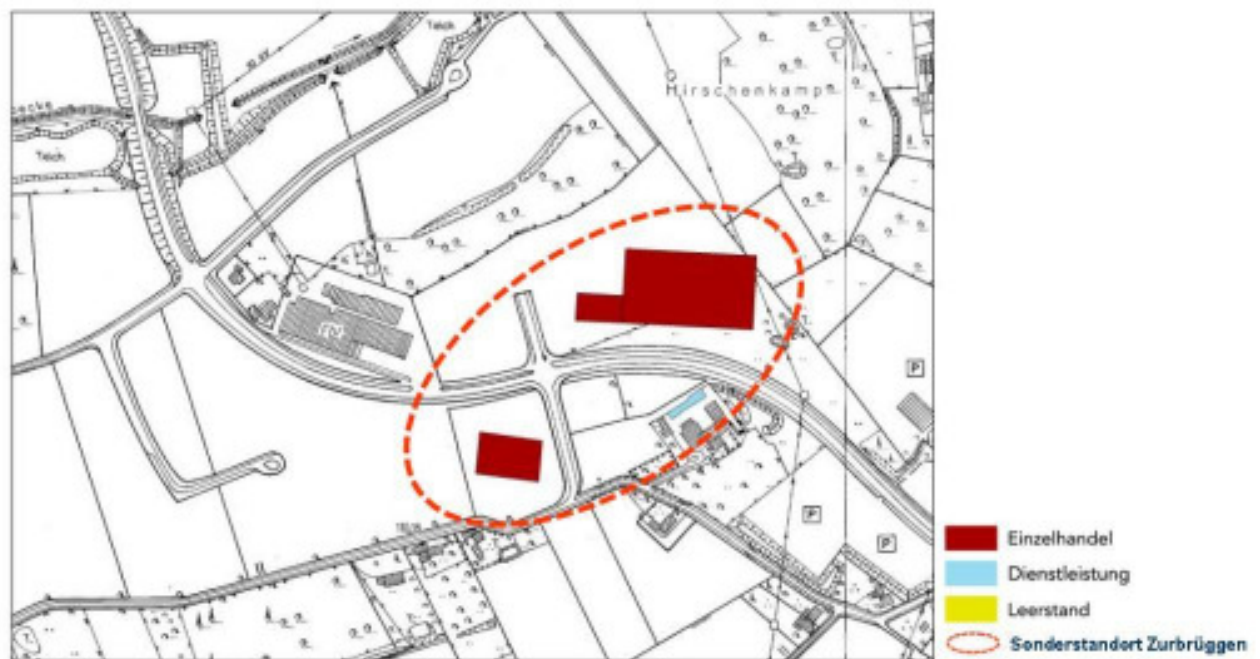 Teich
Hirschenkamp
Teich
P
P
P
Einzelhandel
Dienstleistung
Leerstand
Sonderstandort Zurbrüggen